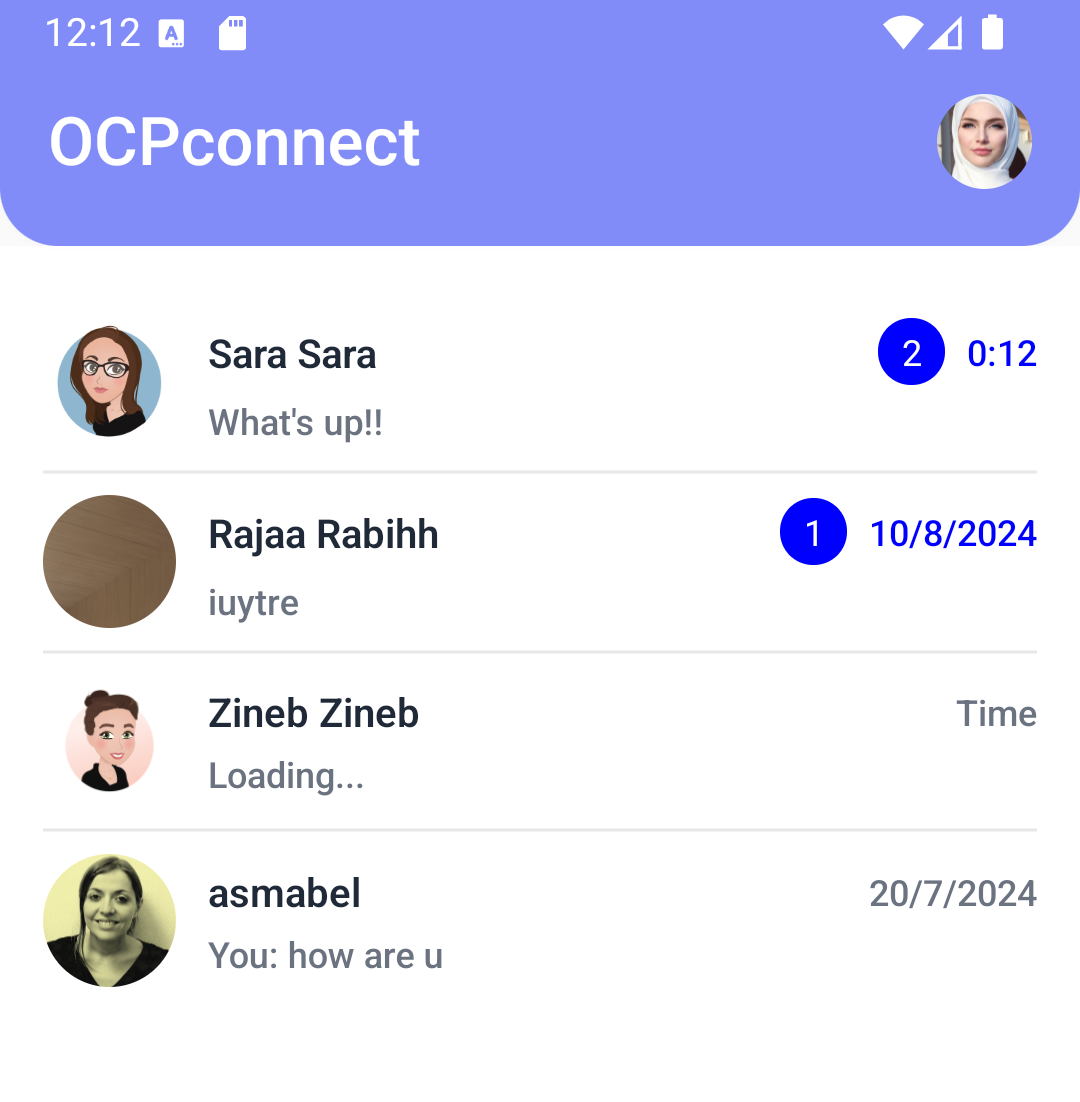 12:12
OCPconnect
Sara Sara 2 0:12
What's up!!
Rajaa Rabihh 1 10/8/2024
iuytre
Zineb Zineb Time
Loading...
asmabel 20/7/2024
You: how are u